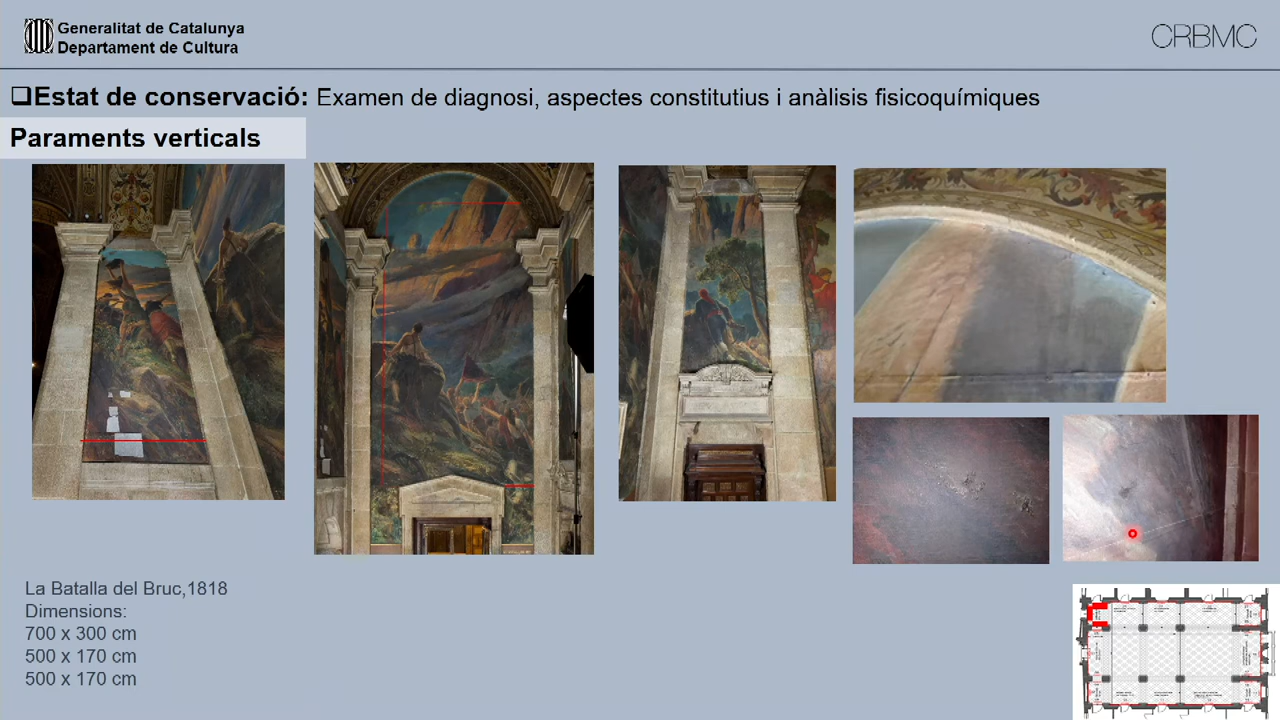 Generalitat de Catalunya
Departament de Cultura
CRBMC
Estat de conservació: Examen de diagnosi, aspectes constitutius i anàlisis fisicoquímiques
Paraments verticals
La Batalla del Bruc,1818
Dimensions:
700 x 300 cm
500 x 170 cm
500 x 170 cm